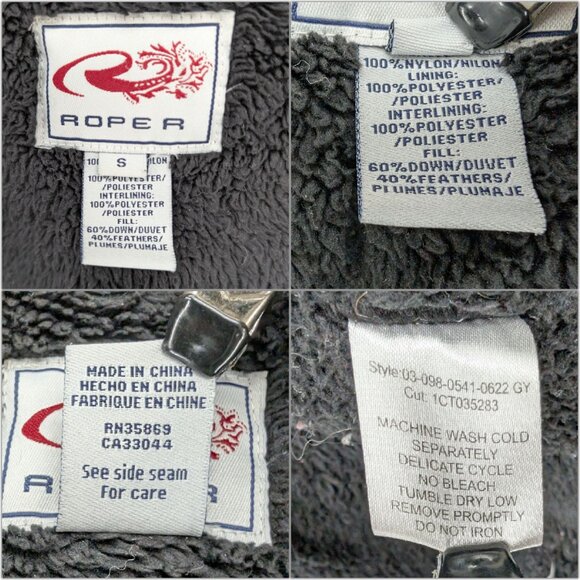 ROPER
S
100%POLYESTER/
/POLIESTER
INTERLINING:
100%POLYESTER/
/POLIESTER
FILL:
60%DOWN/DUVET
40%FEATHERS/
PLUMES/PLUMAJE
100%NYLON/NILON
LINING:
100%POLYESTER/
/POLIESTER
INTERLINING:
100%POLYESTER
/POLIESTER
FILL:
60%DOWN/DUVET
40%FEATHERS/
PLUMES/PLUMAJE
MADE IN CHINA
HECHO EN CHINA
FABRIQUE EN CHINE
RN35869
CA33044
See side seam
For care
Style:03-098-0541-0622 GY
Cut: 1CT035283
MACHINE WASH COLD
SEPARATELY
DELICATE CYCLE
NO BLEACH
TUMBLE DRY LOW
REMOVE PROMPTLY
DO NOT IRON